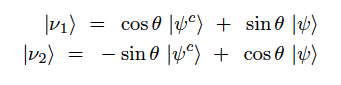 |ν₁⟩ = cos θ |ψᶜ⟩ + sin θ |ψ⟩
|ν₂⟩ = − sin θ |ψᶜ⟩ + cos θ |ψ⟩